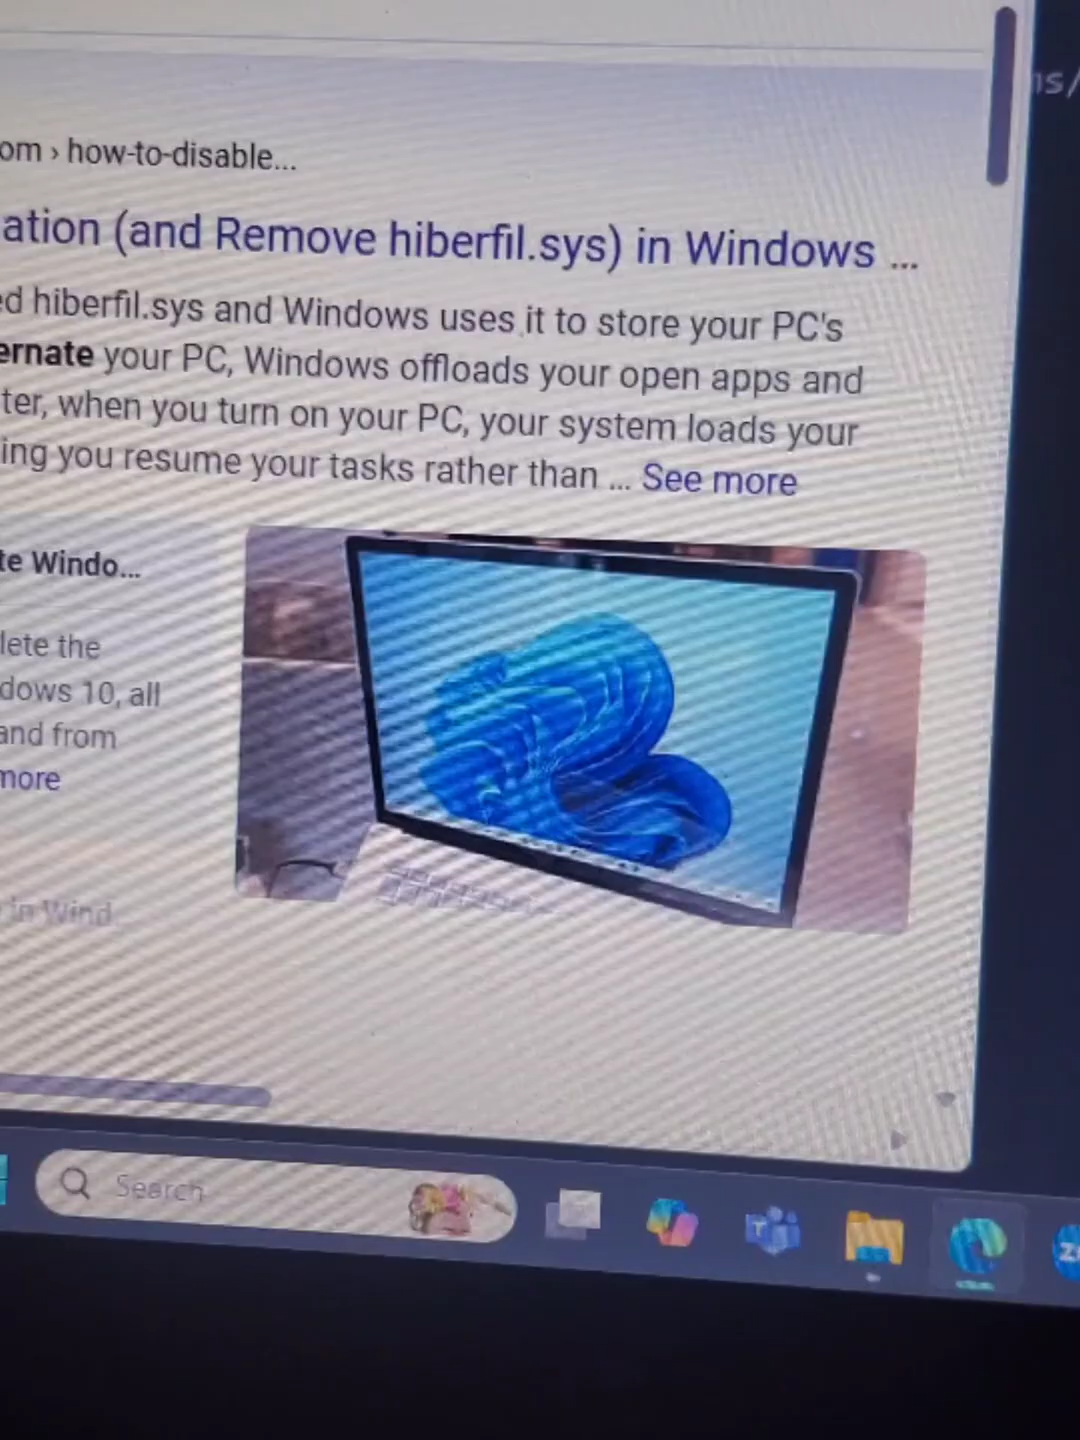 om › how-to-disable...
ation (and Remove hiberfil.sys) in Windows ...
ed hiberfil.sys and Windows uses it to store your PC's
ernate your PC, Windows offloads your open apps and
ter, when you turn on your PC, your system loads your
ing you resume your tasks rather than ... See more
te Windo...
lete the
dows 10, all
and from
more
in Wind
Search
T